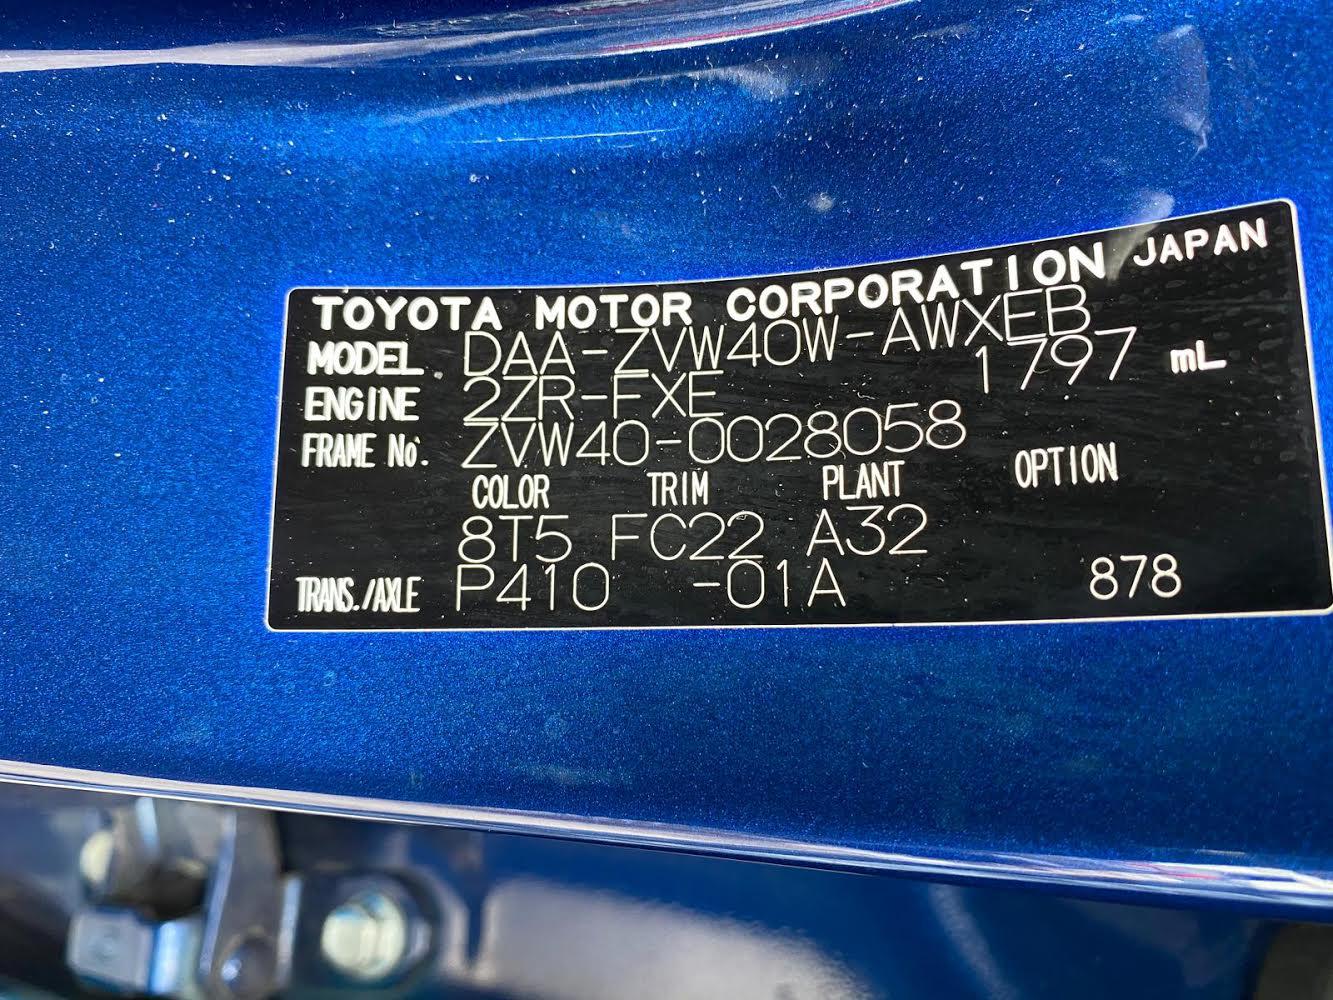 TOYOTA MOTOR CORPORATION JAPAN
MODEL DAA-ZVW40W-AWXEB
ENGINE 2ZR-FXE 1797 mL
FRAME No. ZVW40-0028058
COLOR TRIM PLANT OPTION
8T5 FC22 A32
TRANS./AXLE P410 -01A 878